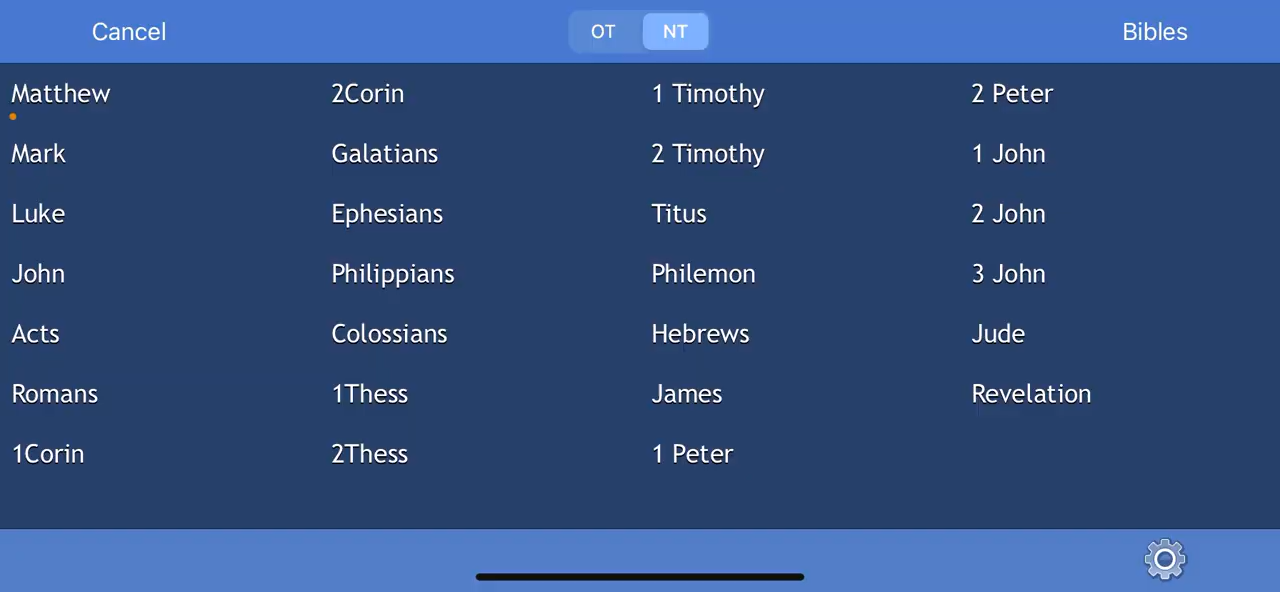 Cancel OT NT Bibles
Matthew 2Corin 1 Timothy 2 Peter
Mark Galatians 2 Timothy 1 John
Luke Ephesians Titus 2 John
John Philippians Philemon 3 John
Acts Colossians Hebrews Jude
Romans 1Thess James Revelation
1Corin 2Thess 1 Peter